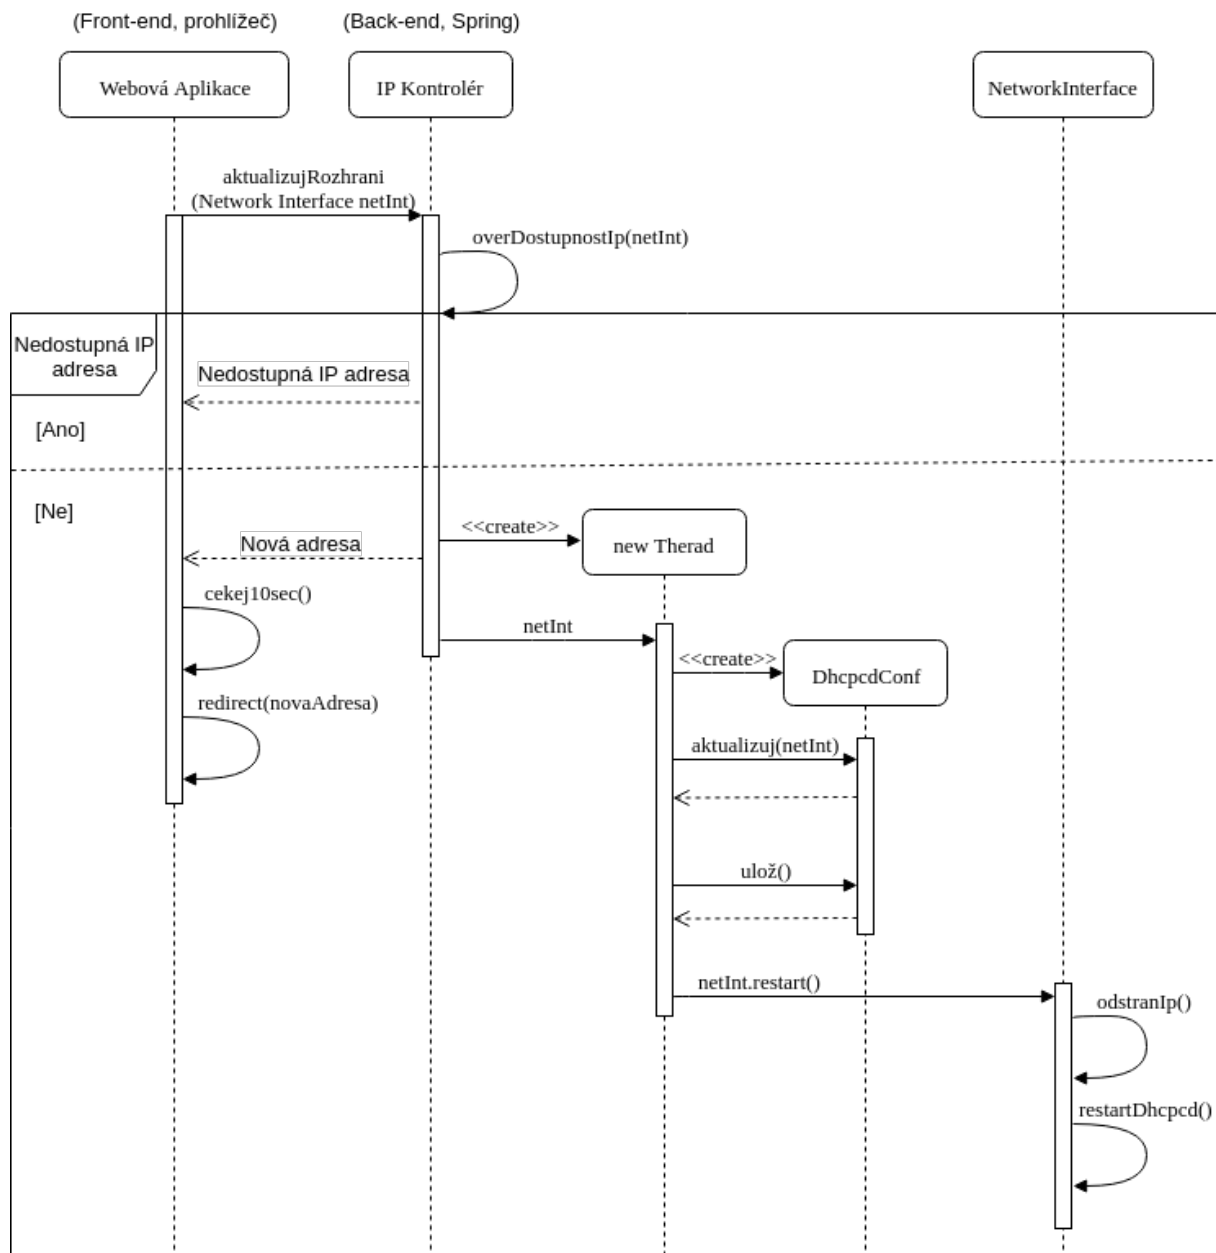 (Front-end, prohlížeč)
(Back-end, Spring)
Webová Aplikace
IP Kontrolér
NetworkInterface
aktualizujRozhrani
(Network Interface netInt)
overDostupnostIp(netInt)
Nedostupná IP
adresa
Nedostupná IP adresa
[Ano]
[Ne]
<<create>>
new Therad
Nová adresa
cekej10sec()
netInt
<<create>>
DhcpcdConf
redirect(novaAdresa)
aktualizuj(netInt)
ulož()
netInt.restart()
odstranIp()
restartDhcpcd()